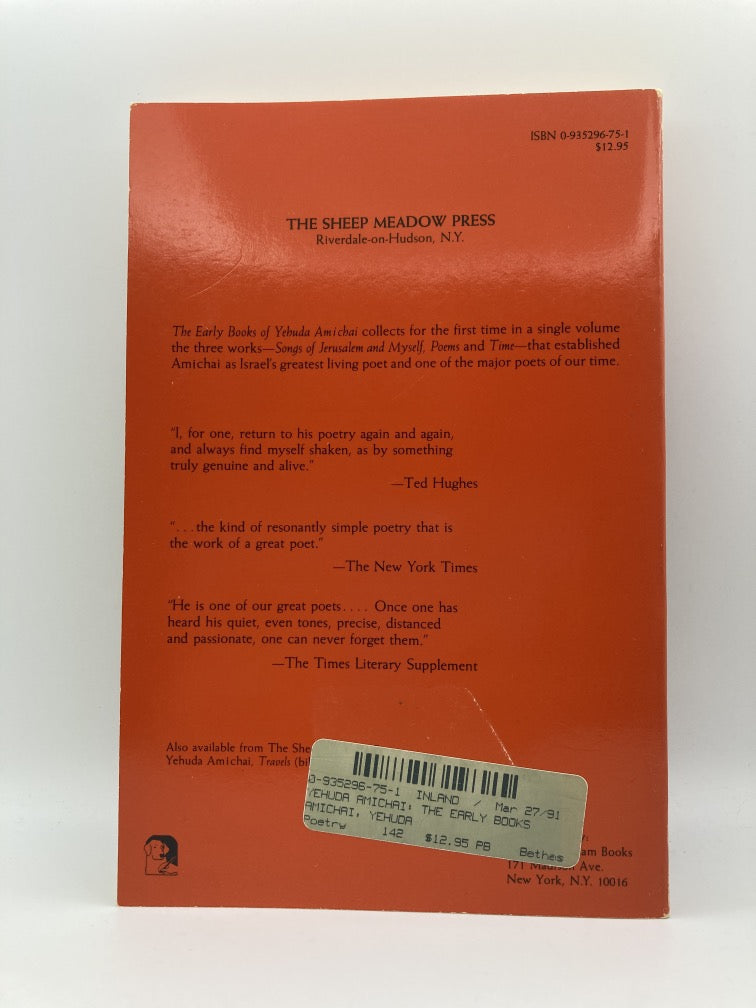 ISBN 0-935296-75-1
$12.95
THE SHEEP MEADOW PRESS
Riverdale-on-Hudson, N.Y.
The Early Books of Yehuda Amichai collects for the first time in a single volume
the three works—Songs of Jerusalem and Myself, Poems and Time—that established
Amichai as Israel's greatest living poet and one of the major poets of our time.
"I, for one, return to his poetry again and again,
and always find myself shaken, as by something
truly genuine and alive."
—Ted Hughes
". . . the kind of resonantly simple poetry that is
the work of a great poet."
—The New York Times
"He is one of our great poets. . . . Once one has
heard his quiet, even tones, precise, distanced
and passionate, one can never forget them."
—The Times Literary Supplement
Also available from The
Yehuda Amichai, Travels
0-935296-75-1 INLAND / Mar 27/91
YEHUDA AMICHAI: THE EARLY BOOKS
AMICHAI, YEHUDA
Poetry 142 $12.95 PB Bethes
Books
171 Madison Ave.
New York, N.Y. 10016